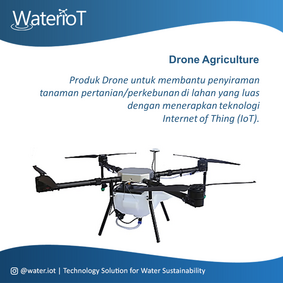 WaterIoT
Drone Agriculture
Produk Drone untuk membantu penyiraman
tanaman pertanian/perkebunan di lahan yang luas
dengan menerapkan teknologi
Internet of Thing (IoT).
@water.iot | Technology Solution for Water Sustainability